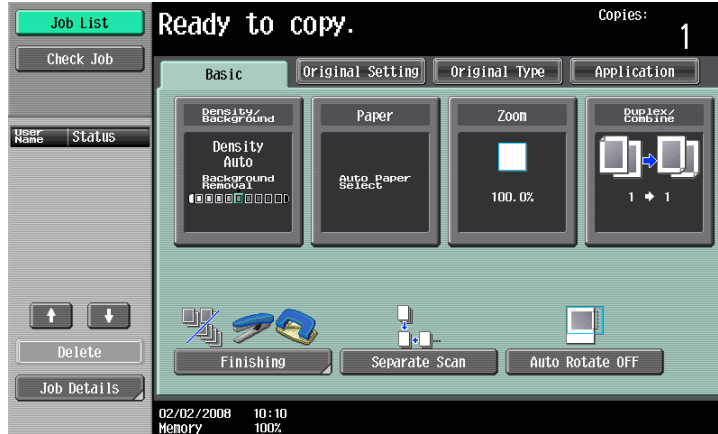 Job List
Check Job
User Name
Status
Delete
Job Details
Ready to copy.
Copies:
1
Basic
Original Setting
Original Type
Application
Density/
Background
Density
Auto
Background
Removal
Paper
Auto Paper
Select
Zoom
100.0%
Duplex/
Combine
1 → 1
Finishing
Separate Scan
Auto Rotate OFF
02/02/2008 10:10
Memory 100%